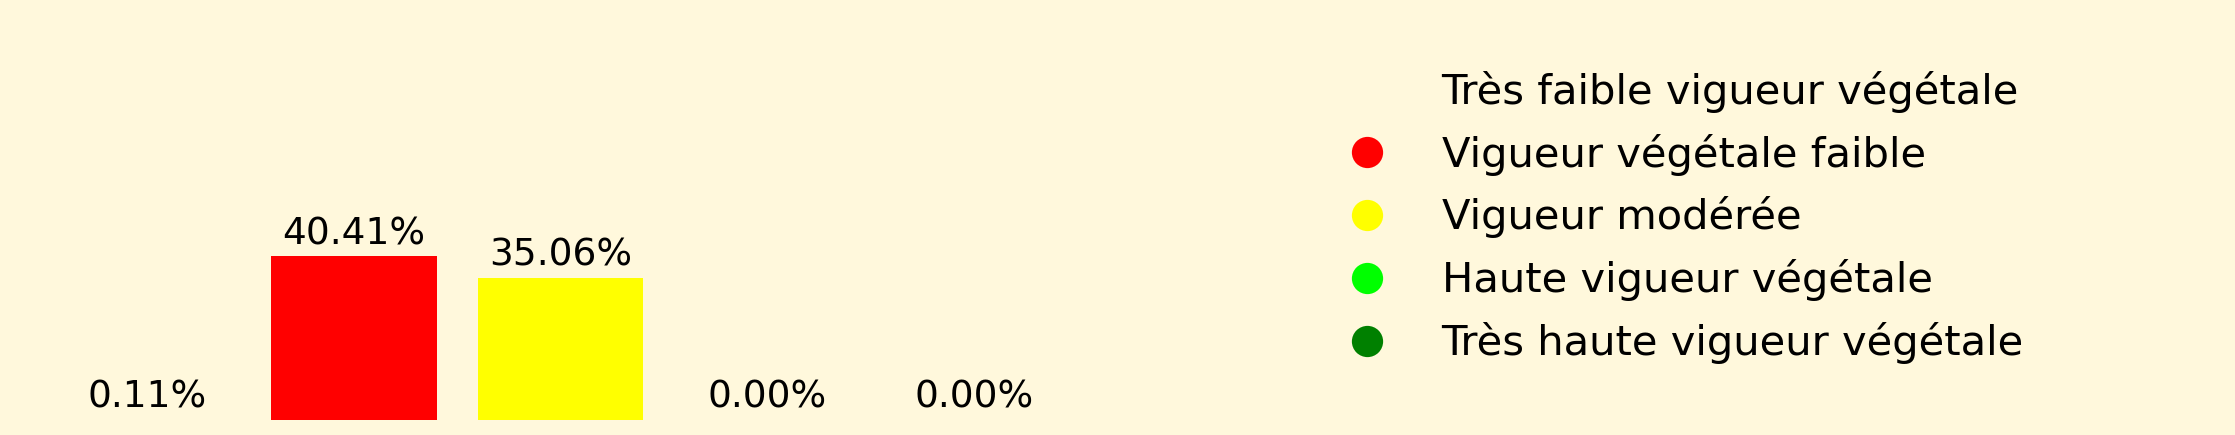 40.41%
35.06%
0.11%
0.00%
0.00%
Très faible vigueur végétale
Vigueur végétale faible
Vigueur modérée
Haute vigueur végétale
Très haute vigueur végétale